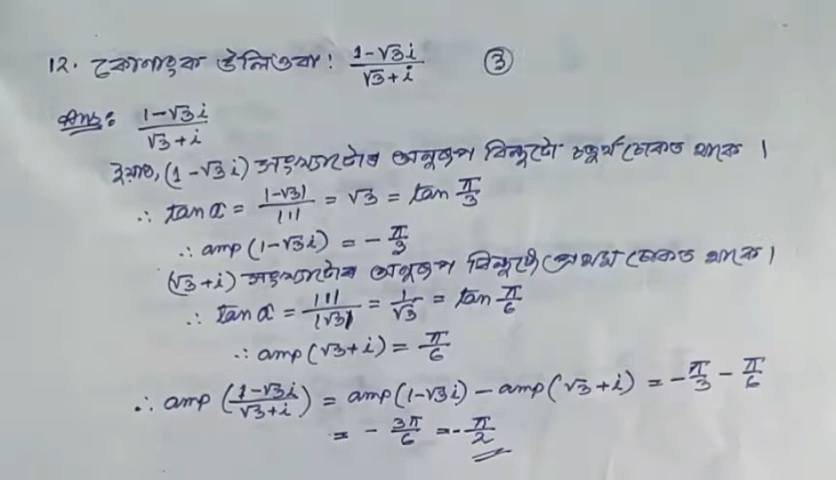 12. কোণাংক উলিওৱা: (1-√3i)/(√3+i) ③
Ans: (1-√3i)/(√3+i)
ইয়াত, (1-√3i) সংখ্যাটোৰ অনুৰূপ বিন্দুটো চতুৰ্থ চোকত থাকে।
∴ tan α = |-√3|/|1| = √3 = tan π/3
∴ amp(1-√3i) = -π/3
(√3+i) সংখ্যাটোৰ অনুৰূপ বিন্দুটো প্ৰথম চোকত থাকে।
∴ tan α = |1|/|√3| = 1/√3 = tan π/6
∴ amp(√3+i) = π/6
∴ amp((1-√3i)/(√3+i)) = amp(1-√3i) - amp(√3+i) = -π/3 - π/6
= -3π/6 = -π/2